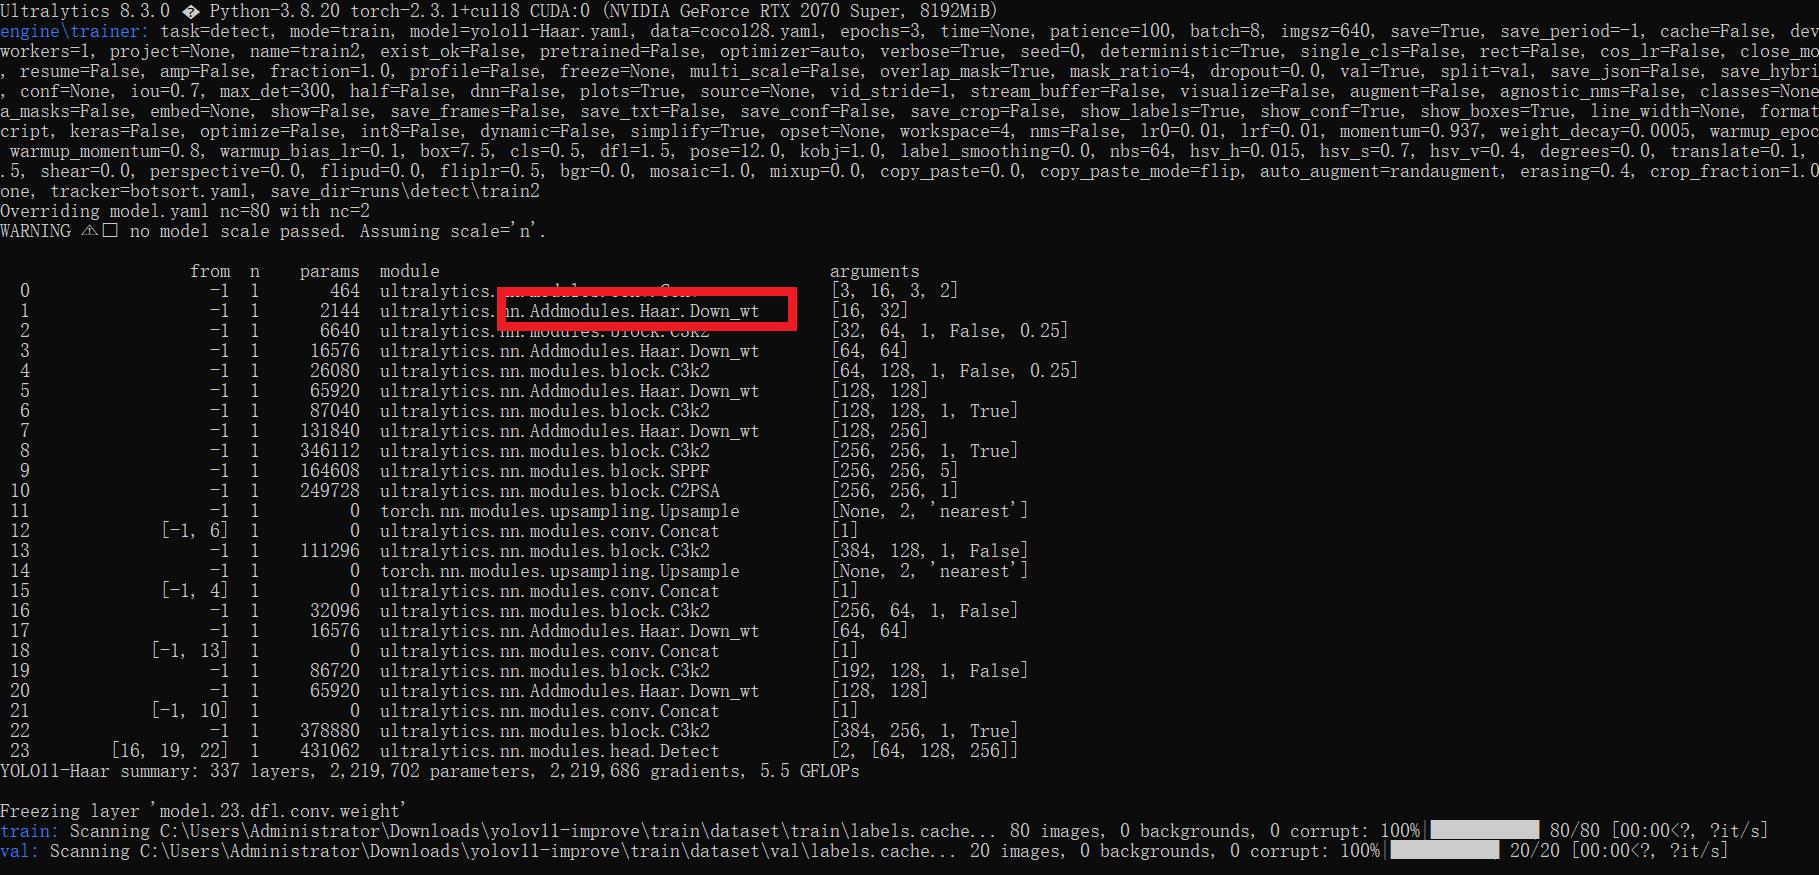 Ultralytics 8.3.0 � Python-3.8.20 torch-2.3.1+cu118 CUDA:0 (NVIDIA GeForce RTX 2070 Super, 8192MiB)
engine\trainer: task=detect, mode=train, model=yolo11-Haar.yaml, data=coco128.yaml, epochs=3, time=None, patience=100, batch=8, imgsz=640, save=True, save_period=-1, cache=False, dev
workers=1, project=None, name=train2, exist_ok=False, pretrained=False, optimizer=auto, verbose=True, seed=0, deterministic=True, single_cls=False, rect=False, cos_lr=False, close_mo
, resume=False, amp=False, fraction=1.0, profile=False, freeze=None, multi_scale=False, overlap_mask=True, mask_ratio=4, dropout=0.0, val=True, split=val, save_json=False, save_hybri
, conf=None, iou=0.7, max_det=300, half=False, dnn=False, plots=True, source=None, vid_stride=1, stream_buffer=False, visualize=False, augment=False, agnostic_nms=False, classes=None
a_masks=False, embed=None, show=False, save_frames=False, save_txt=False, save_conf=False, save_crop=False, show_labels=True, show_conf=True, show_boxes=True, line_width=None, format
cript, keras=False, optimize=False, int8=False, dynamic=False, simplify=True, opset=None, workspace=4, nms=False, lr0=0.01, lrf=0.01, momentum=0.937, weight_decay=0.0005, warmup_epoc
warmup_momentum=0.8, warmup_bias_lr=0.1, box=7.5, cls=0.5, dfl=1.5, pose=12.0, kobj=1.0, label_smoothing=0.0, nbs=64, hsv_h=0.015, hsv_s=0.7, hsv_v=0.4, degrees=0.0, translate=0.1,
.5, shear=0.0, perspective=0.0, flipud=0.0, fliplr=0.5, bgr=0.0, mosaic=1.0, mixup=0.0, copy_paste=0.0, copy_paste_mode=flip, auto_augment=randaugment, erasing=0.4, crop_fraction=1.0
one, tracker=botsort.yaml, save_dir=runs\detect\train2
Overriding model.yaml nc=80 with nc=2
WARNING ⚠□ no model scale passed. Assuming scale='n'.
from n params module arguments
0 -1 1 464 ultralytics.nn.modules.conv.Conv [3, 16, 3, 2]
1 -1 1 2144 ultralytics.nn.Addmodules.Haar.Down_wt [16, 32]
2 -1 1 6640 ultralytics.nn.modules.block.C3k2 [32, 64, 1, False, 0.25]
3 -1 1 16576 ultralytics.nn.Addmodules.Haar.Down_wt [64, 64]
4 -1 1 26080 ultralytics.nn.modules.block.C3k2 [64, 128, 1, False, 0.25]
5 -1 1 65920 ultralytics.nn.Addmodules.Haar.Down_wt [128, 128]
6 -1 1 87040 ultralytics.nn.modules.block.C3k2 [128, 128, 1, True]
7 -1 1 131840 ultralytics.nn.Addmodules.Haar.Down_wt [128, 256]
8 -1 1 346112 ultralytics.nn.modules.block.C3k2 [256, 256, 1, True]
9 -1 1 164608 ultralytics.nn.modules.block.SPPF [256, 256, 5]
10 -1 1 249728 ultralytics.nn.modules.block.C2PSA [256, 256, 1]
11 -1 1 0 torch.nn.modules.upsampling.Upsample [None, 2, 'nearest']
12 [-1, 6] 1 0 ultralytics.nn.modules.conv.Concat [1]
13 -1 1 111296 ultralytics.nn.modules.block.C3k2 [384, 128, 1, False]
14 -1 1 0 torch.nn.modules.upsampling.Upsample [None, 2, 'nearest']
15 [-1, 4] 1 0 ultralytics.nn.modules.conv.Concat [1]
16 -1 1 32096 ultralytics.nn.modules.block.C3k2 [256, 64, 1, False]
17 -1 1 16576 ultralytics.nn.Addmodules.Haar.Down_wt [64, 64]
18 [-1, 13] 1 0 ultralytics.nn.modules.conv.Concat [1]
19 -1 1 86720 ultralytics.nn.modules.block.C3k2 [192, 128, 1, False]
20 -1 1 65920 ultralytics.nn.Addmodules.Haar.Down_wt [128, 128]
21 [-1, 10] 1 0 ultralytics.nn.modules.conv.Concat [1]
22 -1 1 378880 ultralytics.nn.modules.block.C3k2 [384, 256, 1, True]
23 [16, 19, 22] 1 431062 ultralytics.nn.modules.head.Detect [2, [64, 128, 256]]
YOLO11-Haar summary: 337 layers, 2,219,702 parameters, 2,219,686 gradients, 5.5 GFLOPs
Freezing layer 'model.23.dfl.conv.weight'
train: Scanning C:\Users\Administrator\Downloads\yolov11-improve\train\dataset\train\labels.cache... 80 images, 0 backgrounds, 0 corrupt: 100%|██████████| 80/80 [00:00<?, ?it/s]
val: Scanning C:\Users\Administrator\Downloads\yolov11-improve\train\dataset\val\labels.cache... 20 images, 0 backgrounds, 0 corrupt: 100%|██████████| 20/20 [00:00<?, ?it/s]